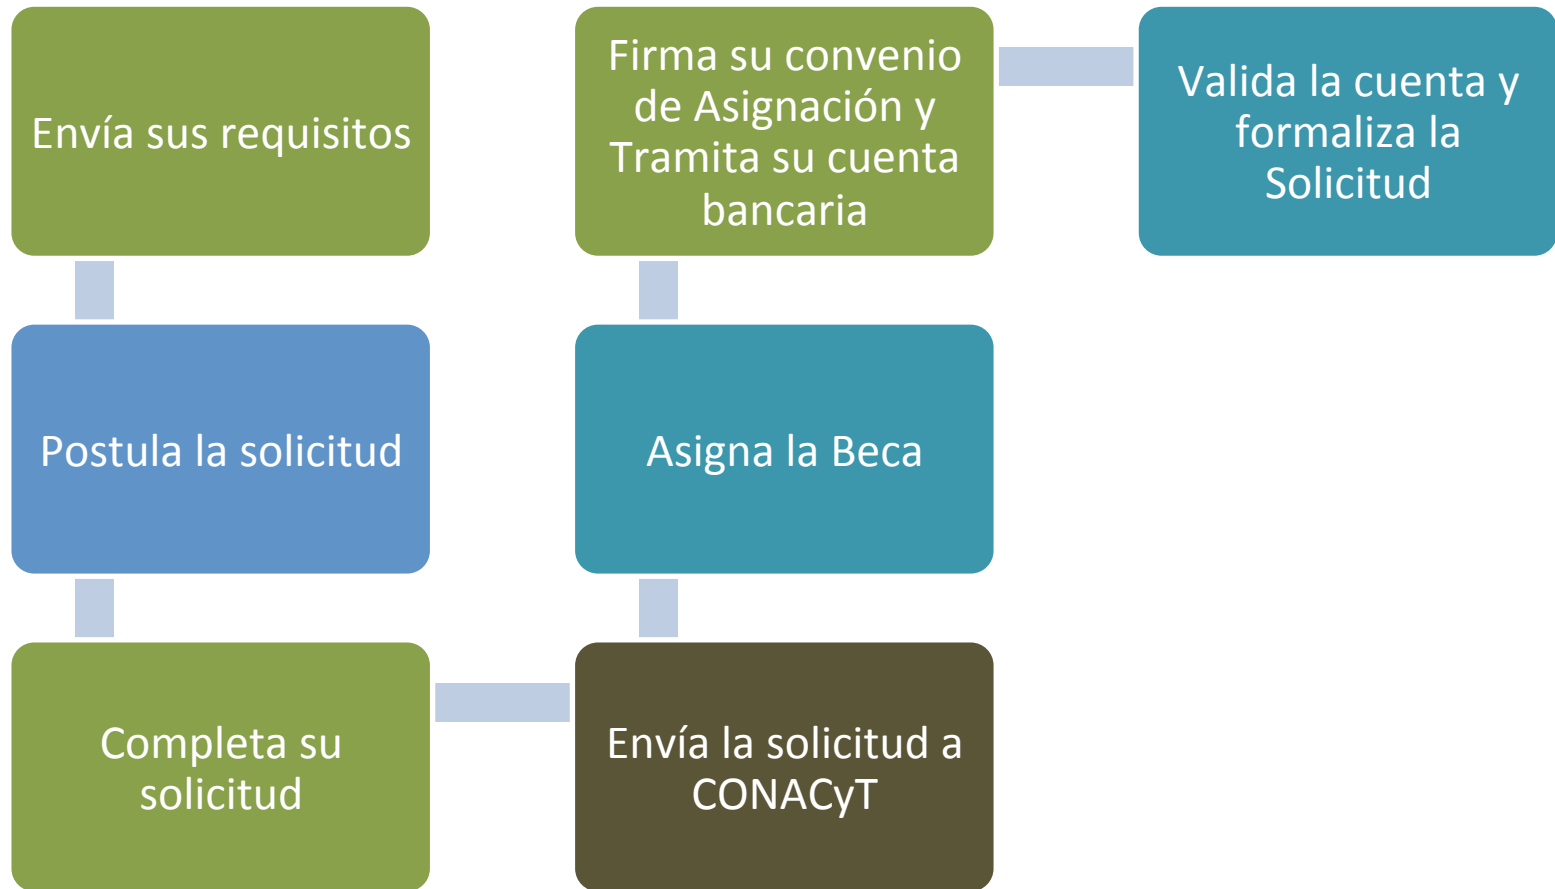 Envía sus requisitos
Postula la solicitud
Completa su
solicitud
Envía la solicitud a
CONACyT
Asigna la Beca
Firma su convenio
de Asignación y
Tramita su cuenta
bancaria
Valida la cuenta y
formaliza la
Solicitud